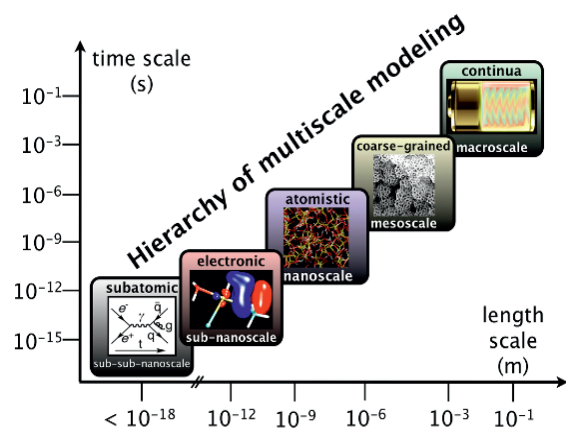 Hierarchy of multiscale modeling
time scale
(s)
10-1
10-3
10-6
10-9
10-12
10-15
continua
macroscale
coarse-grained
mesoscale
atomistic
nanoscale
electronic
sub-nanoscale
subatomic
e-
q̄
γ
g
e+
q
t
sub-sub-nanoscale
length
scale
(m)
< 10-18
10-12
10-9
10-6
10-3
10-1